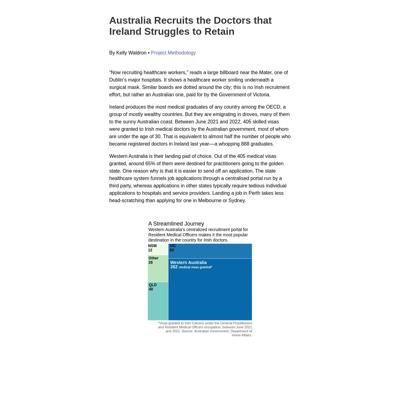 Australia Recruits the Doctors that
Ireland Struggles to Retain
By Kelly Waldron • Project Methodology
"Now recruiting healthcare workers," reads a large billboard near the Mater, one of
Dublin's major hospitals. It shows a healthcare worker smiling underneath a
surgical mask. Similar boards are dotted around the city; this is no Irish recruitment
effort, but rather an Australian one, paid for by the Government of Victoria.
Ireland produces the most medical graduates of any country among the OECD, a
group of mostly wealthy countries. But they are emigrating in droves, many of them
to the sunny Australian coast. Between June 2021 and 2022, 405 skilled visas
were granted to Irish medical doctors by the Australian government, most of whom
are under the age of 30. That is equivalent to almost half the number of people who
became registered doctors in Ireland last year—a whopping 888 graduates.
Western Australia is their landing pad of choice. Out of the 405 medical visas
granted, around 65% of them were destined for practitioners going to the golden
state. One reason why is that it is easier to send off an application. The state
healthcare system funnels job applications through a centralised portal run by a
third party, whereas applications in other states typically require tedious individual
applications to hospitals and service providers. Landing a job in Perth takes less
head-scratching than applying for one in Melbourne or Sydney.
A Streamlined Journey
Western Australia's centralized recruitment portal for
Resident Medical Officers makes it the most popular
destination in the country for Irish doctors.
NSW
Other
Western Australia
262 medical visas granted*
QLD
*Visas granted to Irish Citizens under the General Practitioners
and Resident Medical Officers occupation, between June 2021
and 2022. Source: Australian Government, Department of
Home Affairs.